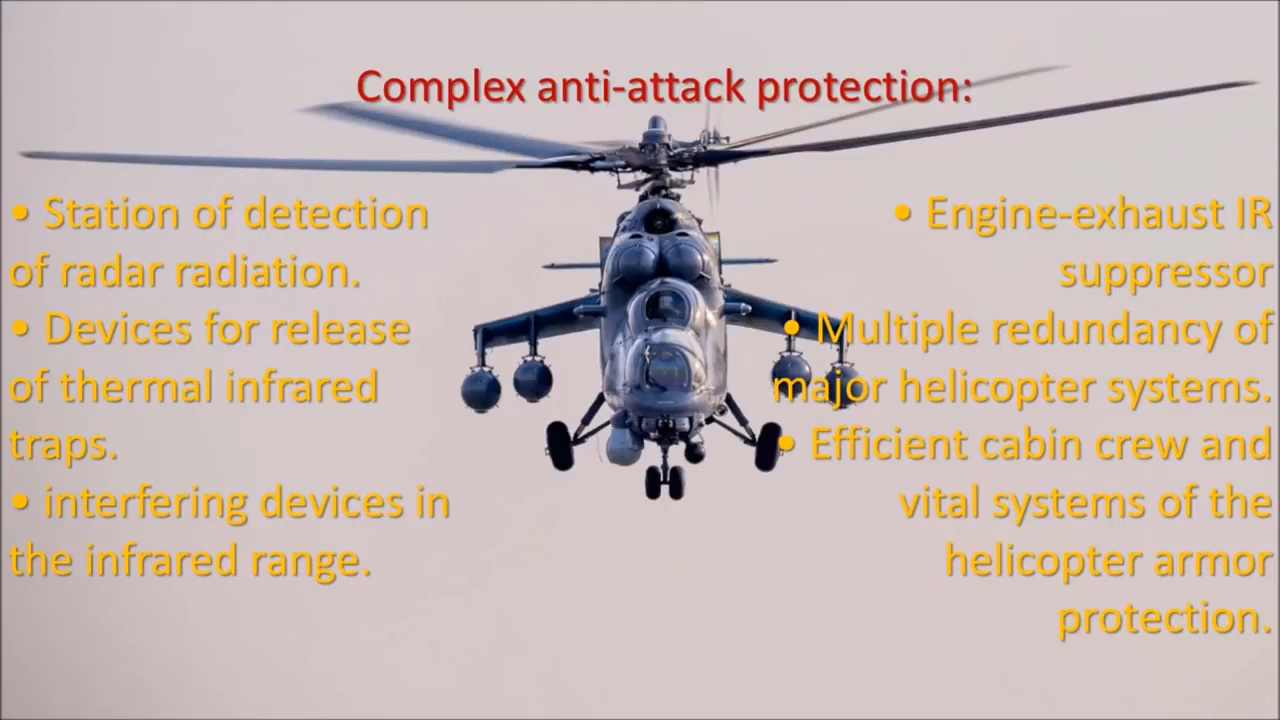 Complex anti-attack protection:
• Station of detection
of radar radiation.
• Devices for release
of thermal infrared
traps.
• interfering devices in
the infrared range.
• Engine-exhaust IR
suppressor
• Multiple redundancy of
major helicopter systems.
• Efficient cabin crew and
vital systems of the
helicopter armor
protection.